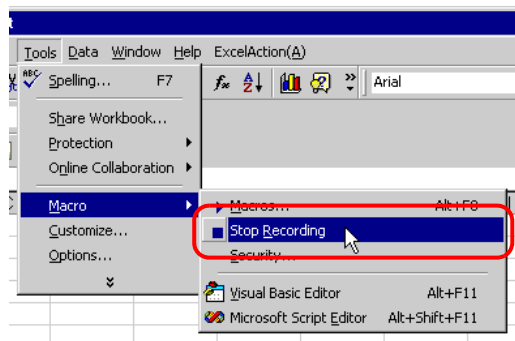 Tools Data Window Help ExcelAction(A)
ABC Spelling... F7
Arial
Share Workbook...
Protection
Online Collaboration
Macro
Macros... Alt+F8
Customize...
Stop Recording
Options...
Security...
Visual Basic Editor Alt+F11
Microsoft Script Editor Alt+Shift+F11